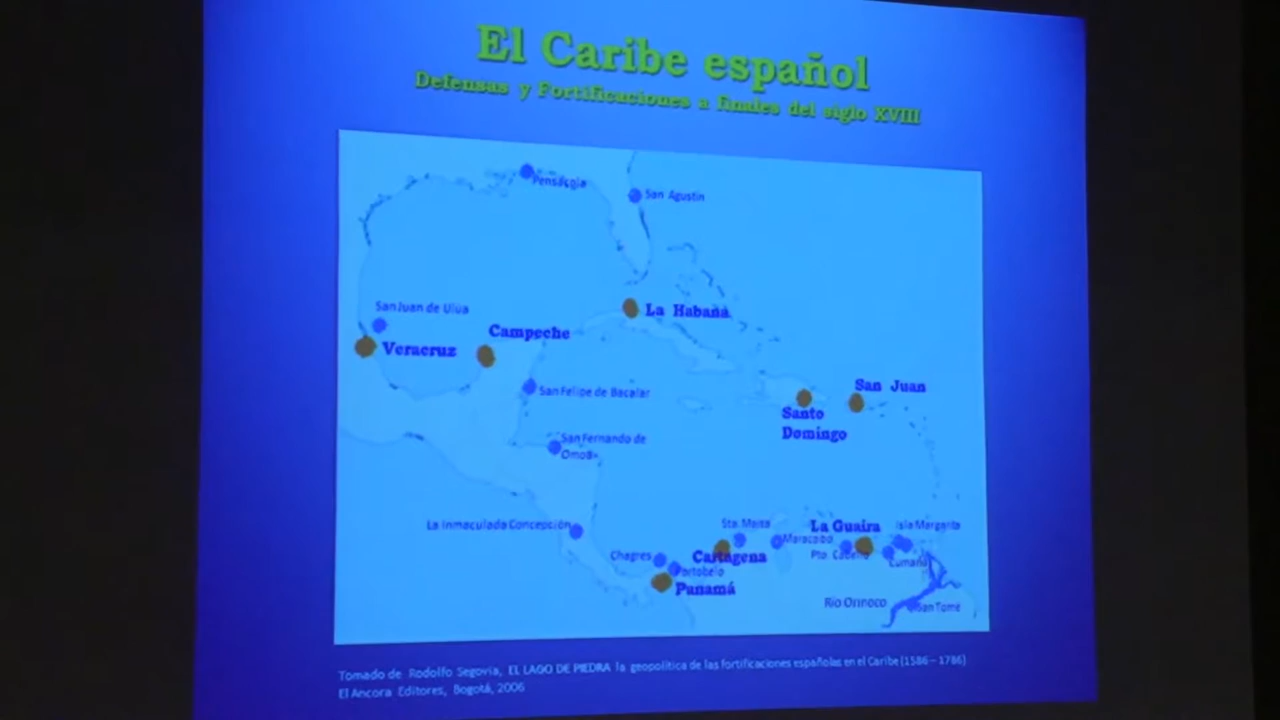 El Caribe español
Defensas y Fortificaciones a finales del siglo XVIII
Pensacola
San Agustin
San Juan de Ulua
La Habana
Campeche
Veracruz
San Juan
San Felipe de Bacalar
Santo
Domingo
San Fernando de
Omoa
La Inmaculada Concepción
Sta. Marta
La Guaira
Isla Margarita
Maracaibo
Chagres
Cartagena
Pto. Cabello
Cumaná
Portobelo
Panamá
Rio Orinoco
San Tomé
Tomado de Rodolfo Segovia, EL LAGO DE PIEDRA la geopolítica de las fortificaciones españolas en el Caribe (1586 – 1786)
El Ancora Editores, Bogotá, 2006